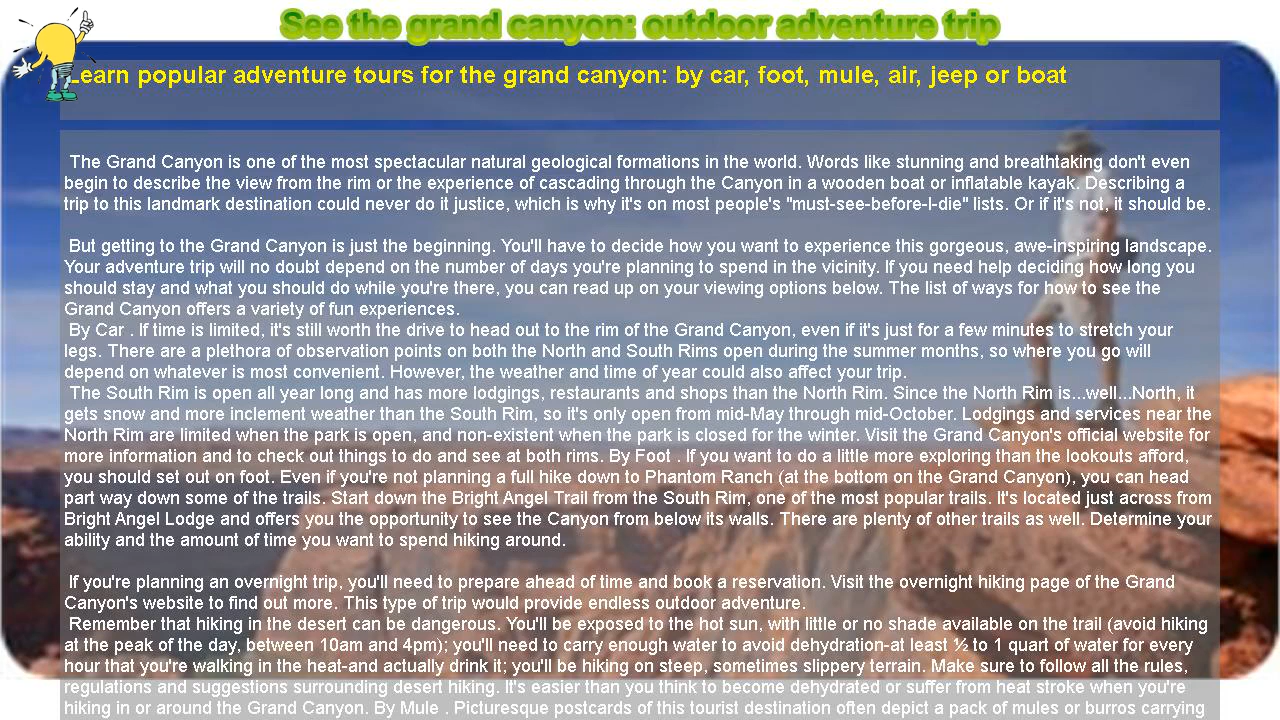 See the grand canyon: outdoor adventure trip
Learn popular adventure tours for the grand canyon: by car, foot, mule, air, jeep or boat
The Grand Canyon is one of the most spectacular natural geological formations in the world. Words like stunning and breathtaking don't even
begin to describe the view from the rim or the experience of cascading through the Canyon in a wooden boat or inflatable kayak. Describing a
trip to this landmark destination could never do it justice, which is why it's on most people's "must-see-before-I-die" lists. Or if it's not, it should be.
But getting to the Grand Canyon is just the beginning. You'll have to decide how you want to experience this gorgeous, awe-inspiring landscape.
Your adventure trip will no doubt depend on the number of days you're planning to spend in the vicinity. If you need help deciding how long you
should stay and what you should do while you're there, you can read up on your viewing options below. The list of ways for how to see the
Grand Canyon offers a variety of fun experiences.
By Car . If time is limited, it's still worth the drive to head out to the rim of the Grand Canyon, even if it's just for a few minutes to stretch your
legs. There are a plethora of observation points on both the North and South Rims open during the summer months, so where you go will
depend on whatever is most convenient. However, the weather and time of year could also affect your trip.
The South Rim is open all year long and has more lodgings, restaurants and shops than the North Rim. Since the North Rim is...well...North, it
gets snow and more inclement weather than the South Rim, so it's only open from mid-May through mid-October. Lodgings and services near the
North Rim are limited when the park is open, and non-existent when the park is closed for the winter. Visit the Grand Canyon's official website for
more information and to check out things to do and see at both rims. By Foot . If you want to do a little more exploring than the lookouts afford,
you should set out on foot. Even if you're not planning a full hike down to Phantom Ranch (at the bottom on the Grand Canyon), you can head
part way down some of the trails. Start down the Bright Angel Trail from the South Rim, one of the most popular trails. It's located just across from
Bright Angel Lodge and offers you the opportunity to see the Canyon from below its walls. There are plenty of other trails as well. Determine your
ability and the amount of time you want to spend hiking around.
If you're planning an overnight trip, you'll need to prepare ahead of time and book a reservation. Visit the overnight hiking page of the Grand
Canyon's website to find out more. This type of trip would provide endless outdoor adventure.
Remember that hiking in the desert can be dangerous. You'll be exposed to the hot sun, with little or no shade available on the trail (avoid hiking
at the peak of the day, between 10am and 4pm); you'll need to carry enough water to avoid dehydration-at least ½ to 1 quart of water for every
hour that you're walking in the heat-and actually drink it; you'll be hiking on steep, sometimes slippery terrain. Make sure to follow all the rules,
regulations and suggestions surrounding desert hiking. It's easier than you think to become dehydrated or suffer from heat stroke when you're
hiking in or around the Grand Canyon. By Mule . Picturesque postcards of this tourist destination often depict a pack of mules or burros carrying